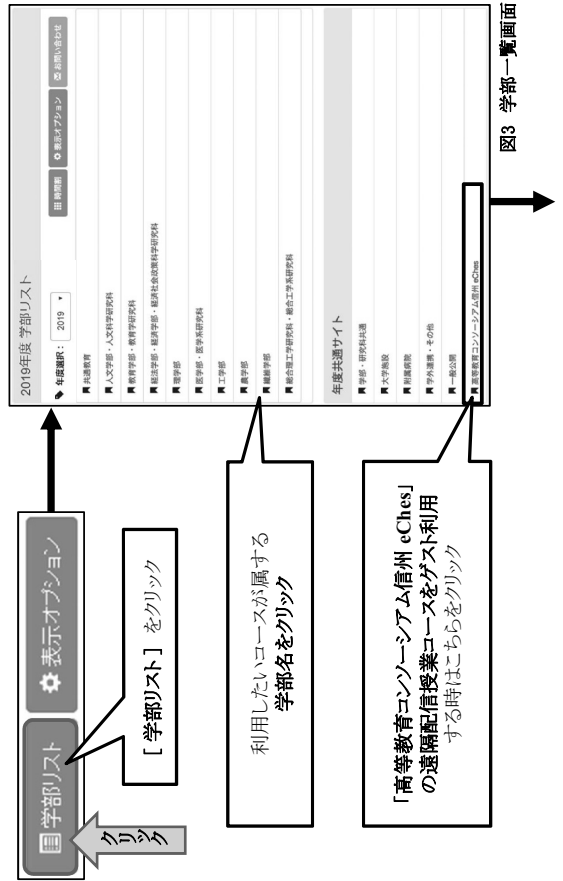 学部リスト
表示オプション
クリック
[ 学部リスト ] をクリック
2019年度 学部リスト
年度選択：
2019
時間割
表示オプション
お問い合わせ
共通教育
人文学部・人文科学研究科
教育学部・教育学研究科
経法学部・経済学部・経済社会政策科学研究科
理学部
医学部・医学系研究科
工学部
農学部
繊維学部
総合理工学研究科・総合工学系研究科
利用したいコースが属する
学部名をクリック
年度共通サイト
学部・研究科共通
大学施設
附属病院
学外連携・その他
一般公開
高等教育コンソーシアム信州 eChes
「高等教育コンソーシアム信州 eChes」
の遠隔配信授業コースをゲスト利用
する時はこちらをクリック
図3 学部一覧画面